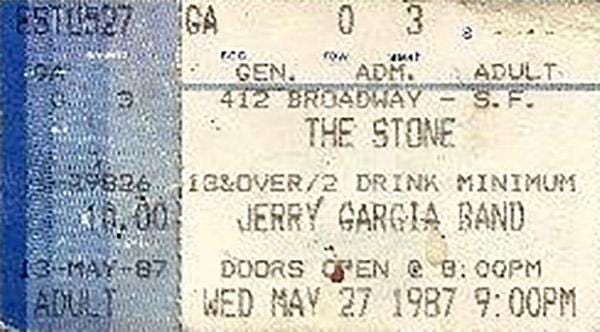 GA 0 3
GEN. ADM. ADULT
412 BROADWAY - S.F.
THE STONE
18&OVER/2 DRINK MINIMUM
10.00 JERRY GARGIA BAND
13-MAY-87 DOORS OPEN @ 8:00PM
ADULT WED MAY 27 1987 9:00PM